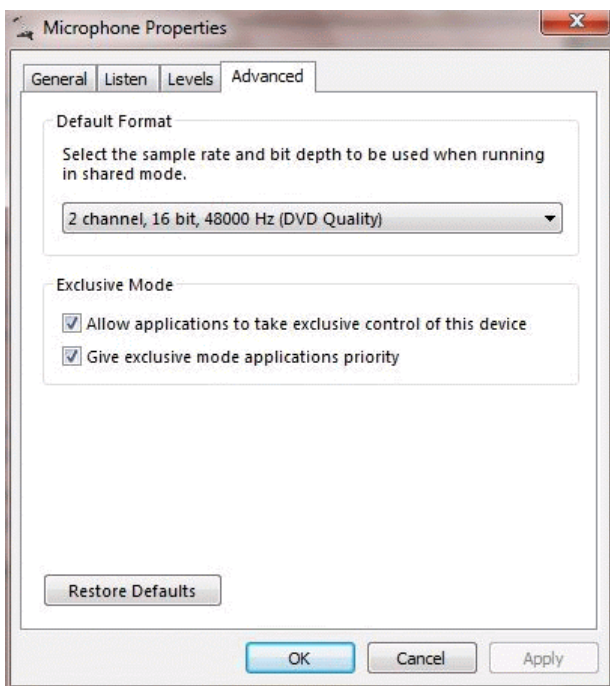 Microphone Properties
General Listen Levels Advanced
Default Format
Select the sample rate and bit depth to be used when running
in shared mode.
2 channel, 16 bit, 48000 Hz (DVD Quality)
Exclusive Mode
Allow applications to take exclusive control of this device
Give exclusive mode applications priority
Restore Defaults
OK Cancel Apply